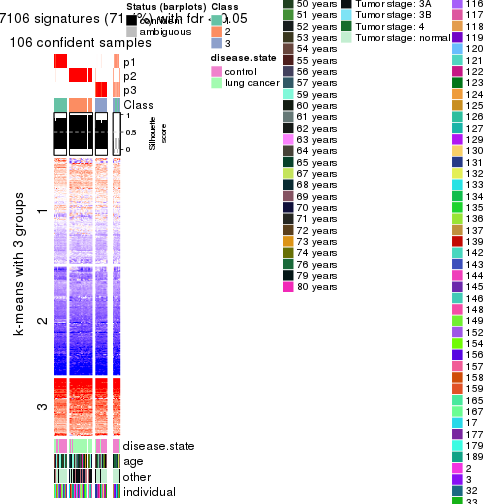 7106 signatures
with fdr < 0.05
106 confident samples
p1
p2
p3
Class
1
0.5
0
Silhouette
score
k-means with 3 groups
1
2
3
disease.state
age
other
individual
Status (barplots)
confident
ambiguous
Class
1
2
3
disease.state
control
lung cancer
50 years
51 years
52 years
53 years
54 years
55 years
56 years
57 years
59 years
60 years
61 years
62 years
63 years
64 years
65 years
67 years
68 years
69 years
70 years
71 years
72 years
73 years
74 years
76 years
79 years
80 years
Tumor stage: 3A
Tumor stage: 3B
Tumor stage: 4
Tumor stage: normal
116
117
118
119
120
121
122
123
124
125
126
127
129
130
131
132
133
134
135
136
137
139
142
143
144
145
146
148
149
152
154
156
157
158
159
165
167
17
177
179
189
2
3
32
33